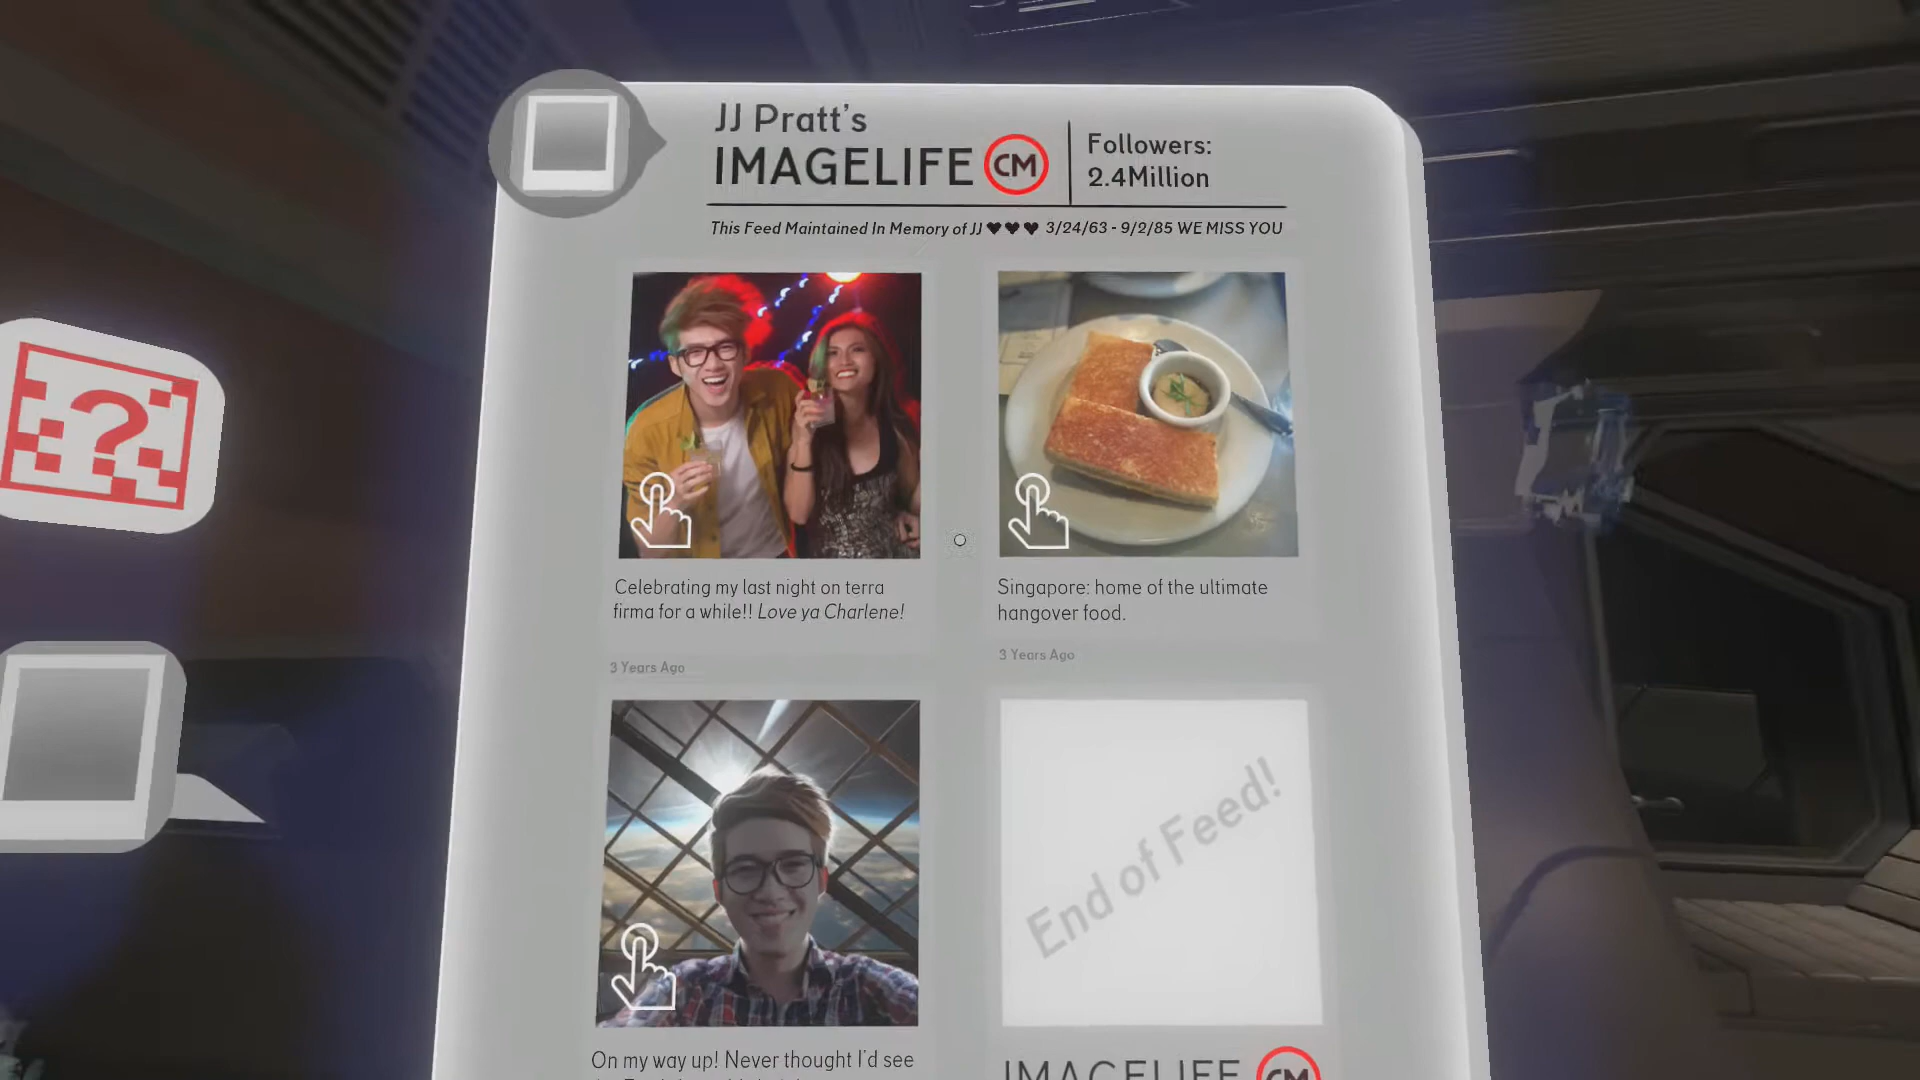 JJ Pratt's
IMAGELIFE CM
Followers:
2.4Million
This Feed Maintained In Memory of JJ ♥♥♥ 3/24/63 - 9/2/85 WE MISS YOU
?
Celebrating my last night on terra
firma for a while!! Love ya Charlene!
3 Years Ago
Singapore: home of the ultimate
hangover food.
3 Years Ago
On my way up! Never thought I'd see
End of Feed!
IMAGELIFE CM